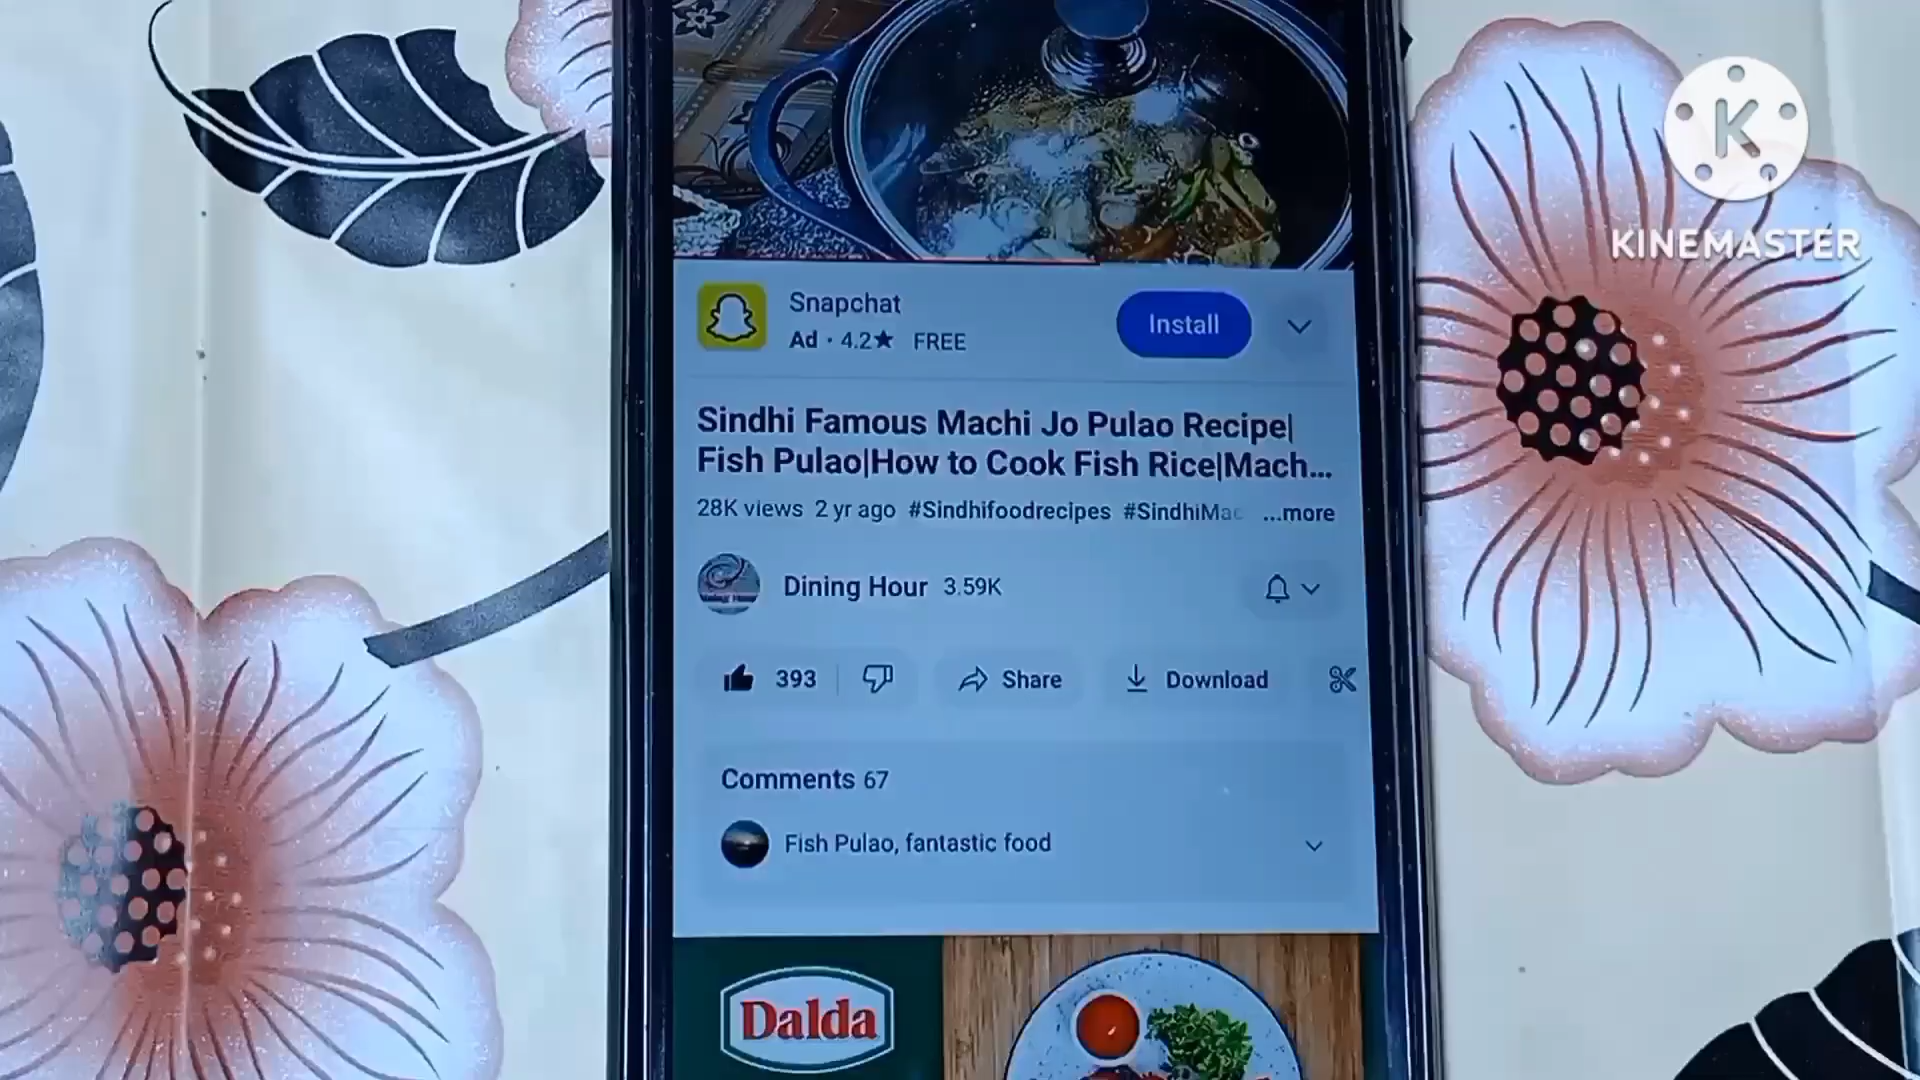 KINEMASTER
Snapchat
Install
Ad · 4.2★ FREE
Sindhi Famous Machi Jo Pulao Recipe|
Fish Pulao|How to Cook Fish Rice|Mach...
28K views 2 yr ago #Sindhifoodrecipes #SindhiMac ...more
Dining Hour 3.59K
393
Share
Download
Comments 67
Fish Pulao, fantastic food
Dalda